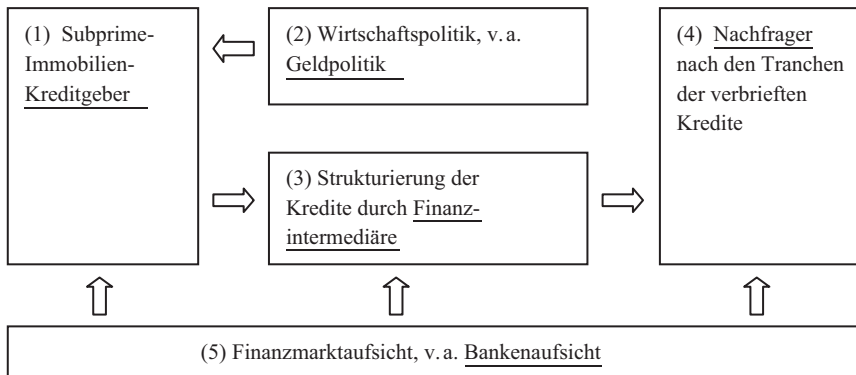 (1) Subprime-
Immobilien-
Kreditgeber
(2) Wirtschaftspolitik, v. a.
Geldpolitik
(3) Strukturierung der
Kredite durch Finanz-
intermediäre
(4) Nachfrager
nach den Tranchen
der verbrieften
Kredite
(5) Finanzmarktaufsicht, v. a. Bankenaufsicht